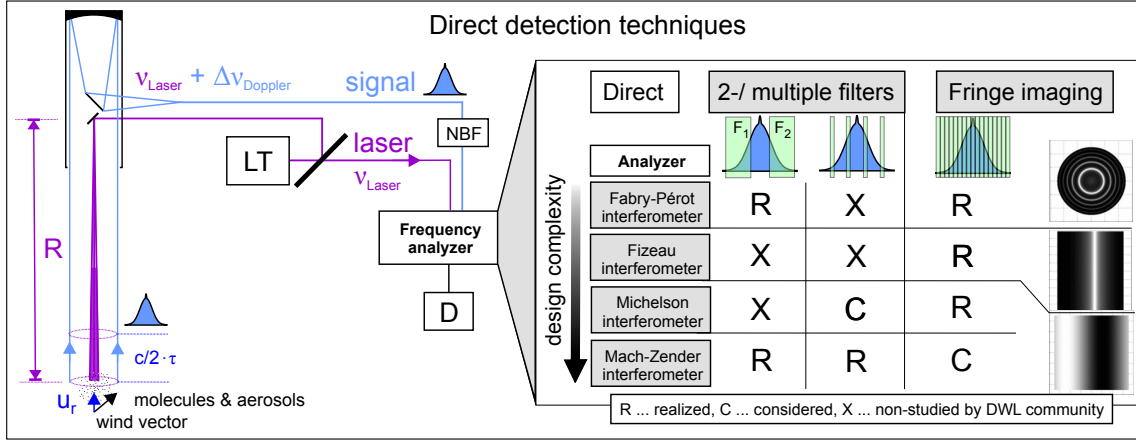 Direct detection techniques
νLaser + ΔνDoppler
signal
NBF
LT
laser
νLaser
Frequency
analyzer
D
R
c/2·τ
ur
molecules & aerosols
wind vector
Direct
2-/ multiple filters
Fringe imaging
F1
F2
Analyzer
design complexity
Fabry-Pérot
interferometer
R
X
R
Fizeau
interferometer
X
X
R
Michelson
interferometer
X
C
R
Mach-Zender
interferometer
R
R
C
R ... realized, C ... considered, X ... non-studied by DWL community